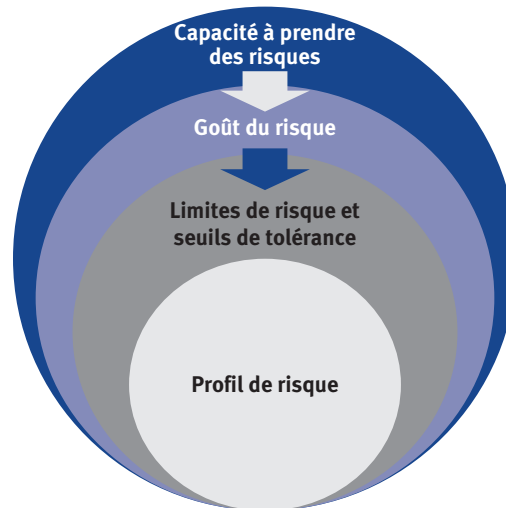 Capacité à prendre
des risques
Goût du risque
Limites de risque et
seuils de tolérance
Profil de risque